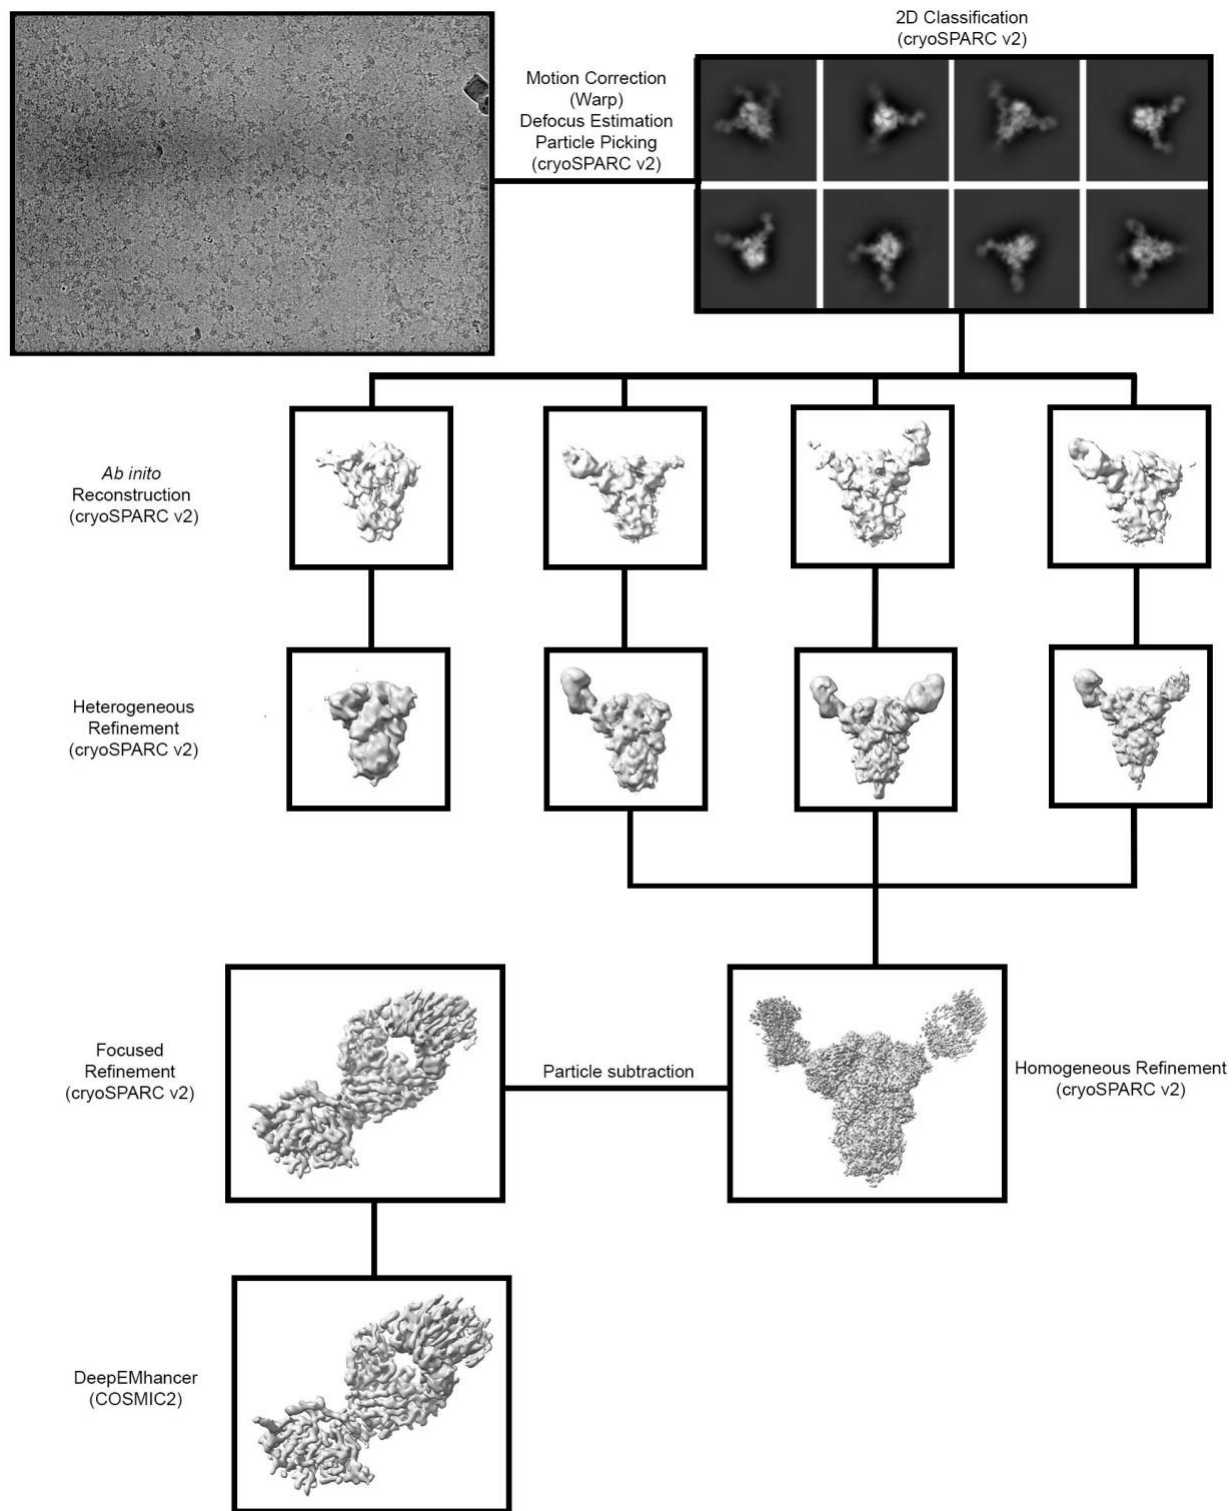 2D Classification
(cryoSPARC v2)
Motion Correction
(Warp)
Defocus Estimation
Particle Picking
(cryoSPARC v2)
Ab inito
Reconstruction
(cryoSPARC v2)
Heterogeneous
Refinement
(cryoSPARC v2)
Focused
Refinement
(cryoSPARC v2)
Particle subtraction
Homogeneous Refinement
(cryoSPARC v2)
DeepEMhancer
(COSMIC2)